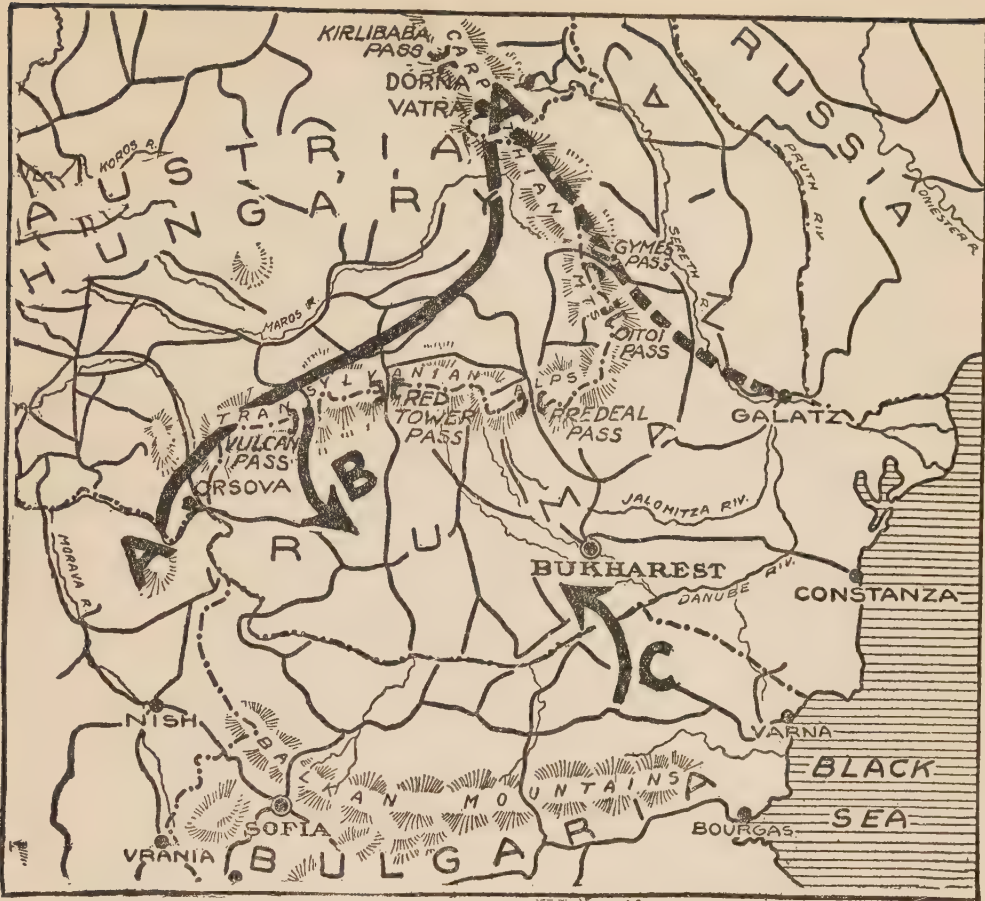 KIRLIBABA
PASS
CARPATHIAN MTS.
DORNA
VATRA
A
RUSSIA
KOROS R.
AUSTRIA,
HUNGARY
PRUTH RIV.
DNIESTER R.
SERETH R.
GYMES
PASS
MAROS R.
OITOI
PASS
TRANSYLVANIAN ALPS
RED
TOWER
PASS
PREDEAL
PASS
GALATZ
VULCAN
PASS
ORSOVA
B
JALOMITZA RIV.
A
MORAVA R.
RUMANIA
BUKHAREST
DANUBE RIV.
CONSTANZA
C
NISH
VARNA
BALKAN MOUNTAINS
BLACK
SEA
SOFIA
BOURGAS
VRANIA
BULGARIA